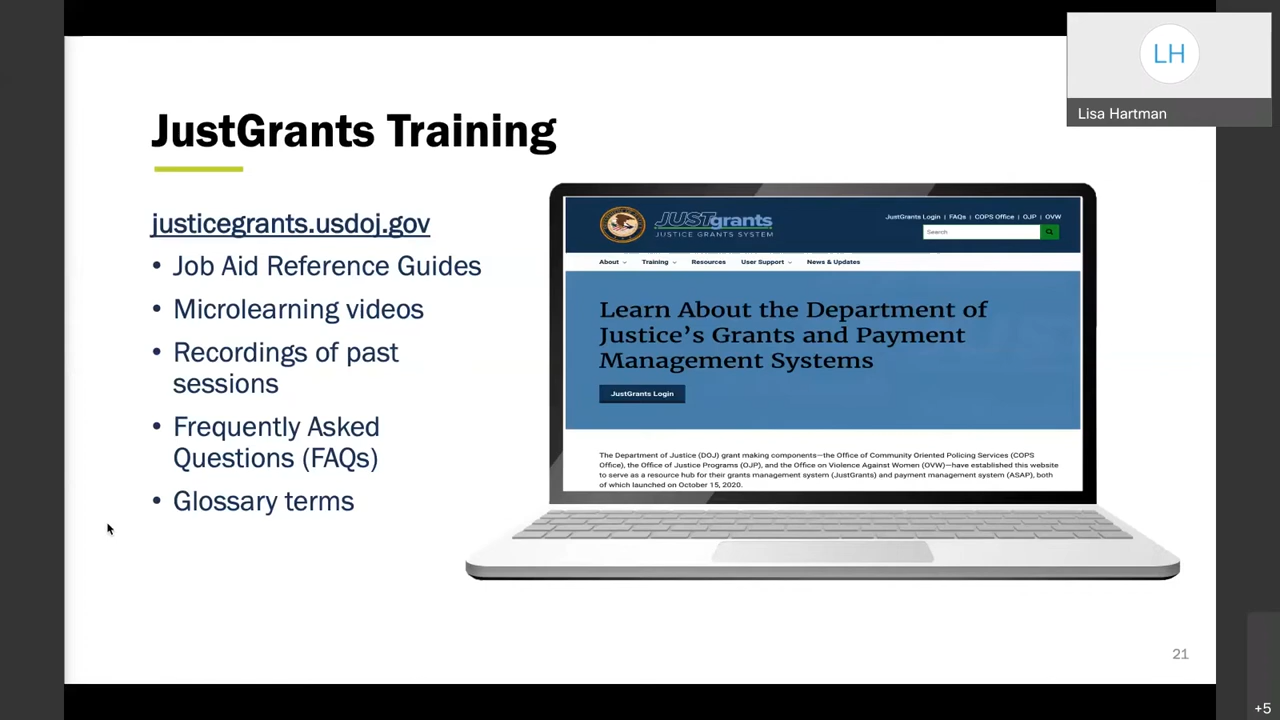 LH
Lisa Hartman
JustGrants Training
justicegrants.usdoj.gov
• Job Aid Reference Guides
• Microlearning videos
• Recordings of past
sessions
• Frequently Asked
Questions (FAQs)
• Glossary terms
JUSTgrants
JUSTICE GRANTS SYSTEM
JustGrants Login | FAQs | COPS Office | OJP | OVW
Search
About Training Resources User Support News & Updates
Learn About the Department of
Justice's Grants and Payment
Management Systems
JustGrants Login
The Department of Justice (DOJ) grant making components—the Office of Community Oriented Policing Services (COPS
Office), the Office of Justice Programs (OJP), and the Office on Violence Against Women (OVW)—have established this website
to serve as a resource hub for their grants management system (JustGrants) and payment management system (ASAP), both
of which launched on October 15, 2020.
21
+5